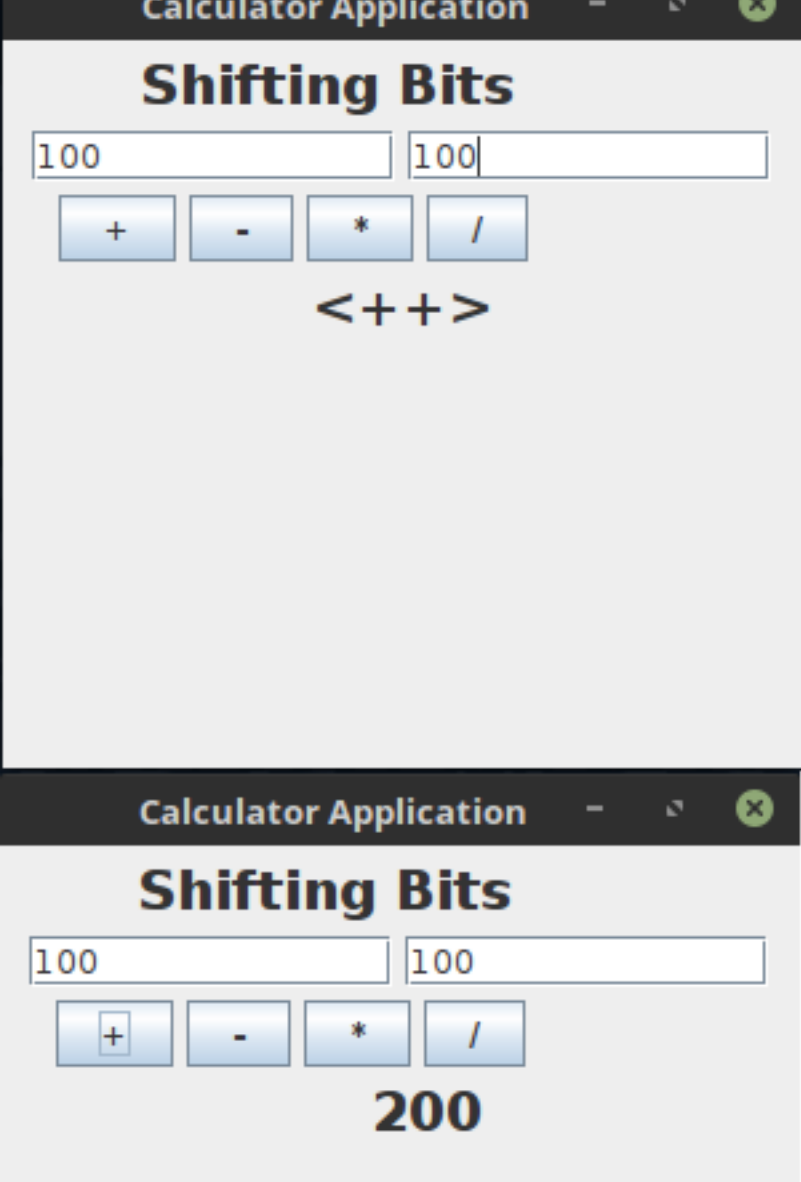 Calculator Application
Shifting Bits
100 100
+ - * /
<++>
Calculator Application
Shifting Bits
100 100
+ - * /
200